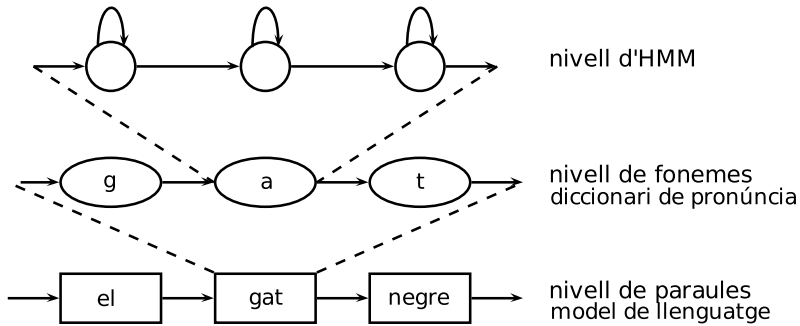 nivell d'HMM
g a t
nivell de fonemes
diccionari de pronúncia
el gat negre
nivell de paraules
model de llenguatge